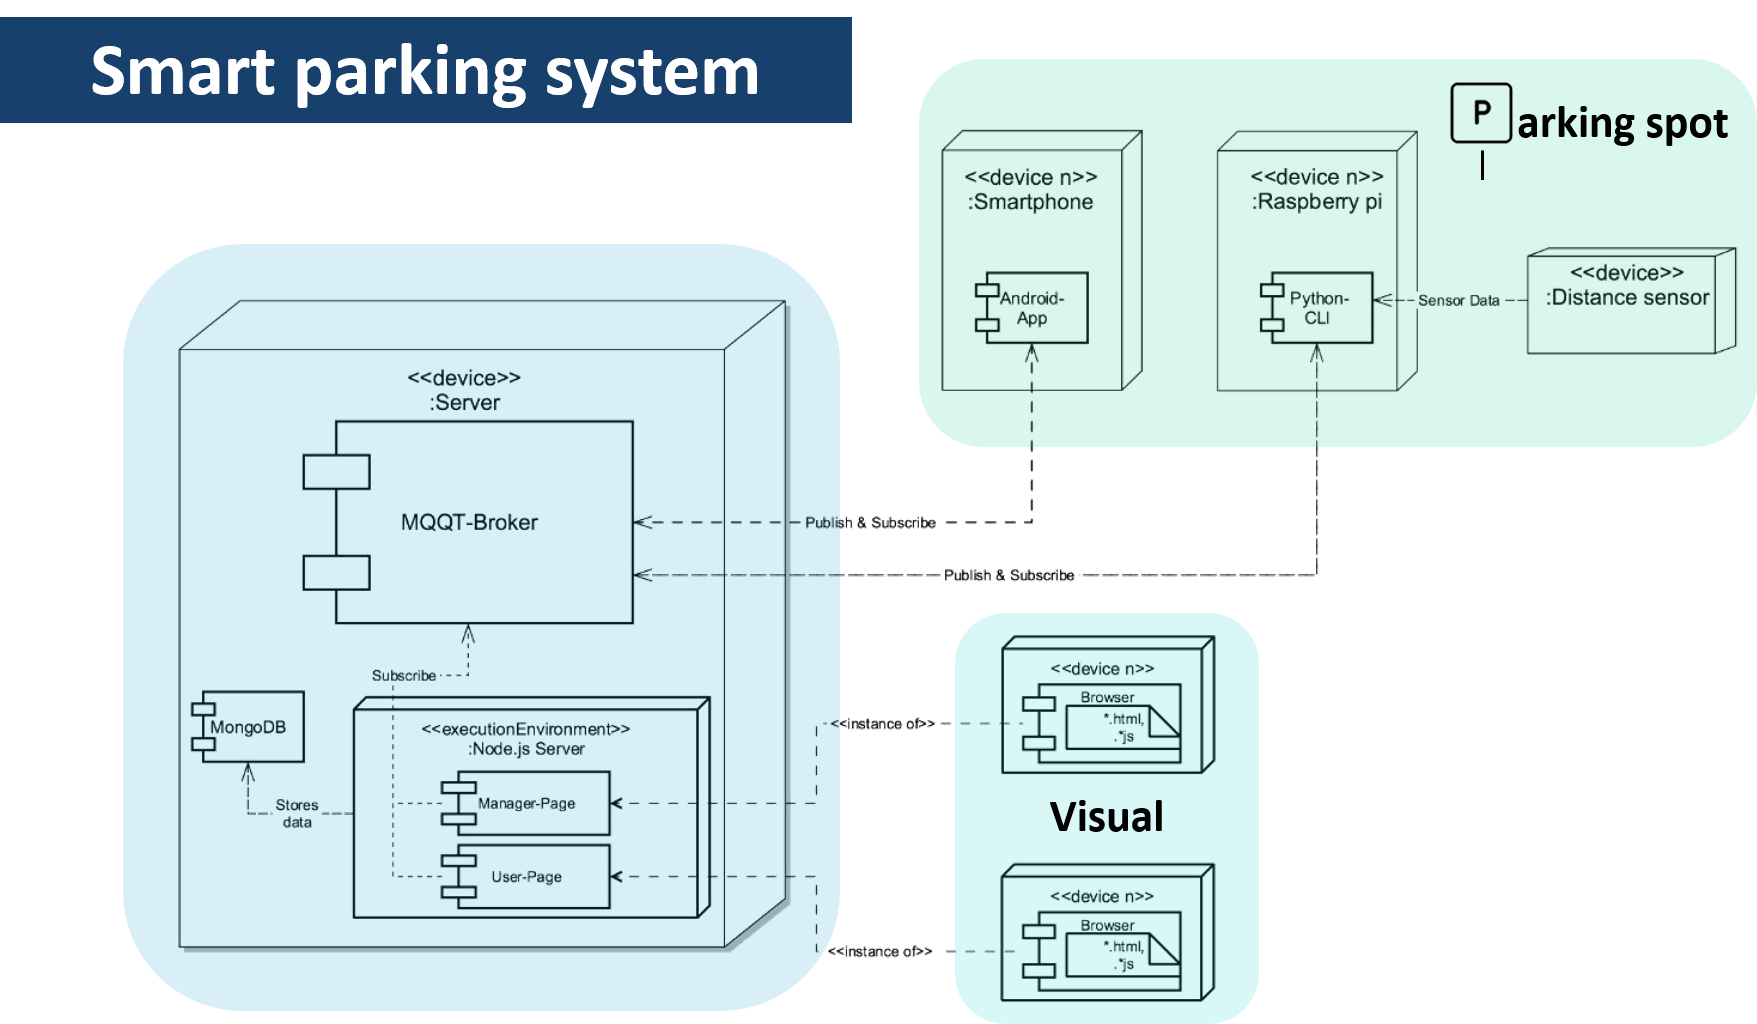 Smart parking system
P arking spot
<<device n>>
:Smartphone
Android-
App
<<device n>>
:Raspberry pi
Python-
CLI
Sensor Data
<<device>>
:Distance sensor
<<device>>
:Server
MQQT-Broker
Publish & Subscribe
Publish & Subscribe
Subscribe
MongoDB
Stores
data
<<executionEnvironment>>
:Node.js Server
Manager-Page
User-Page
<<instance of>>
<<instance of>>
<<device n>>
Browser
*.html,
.*js
Visual
<<device n>>
Browser
*.html,
.*js